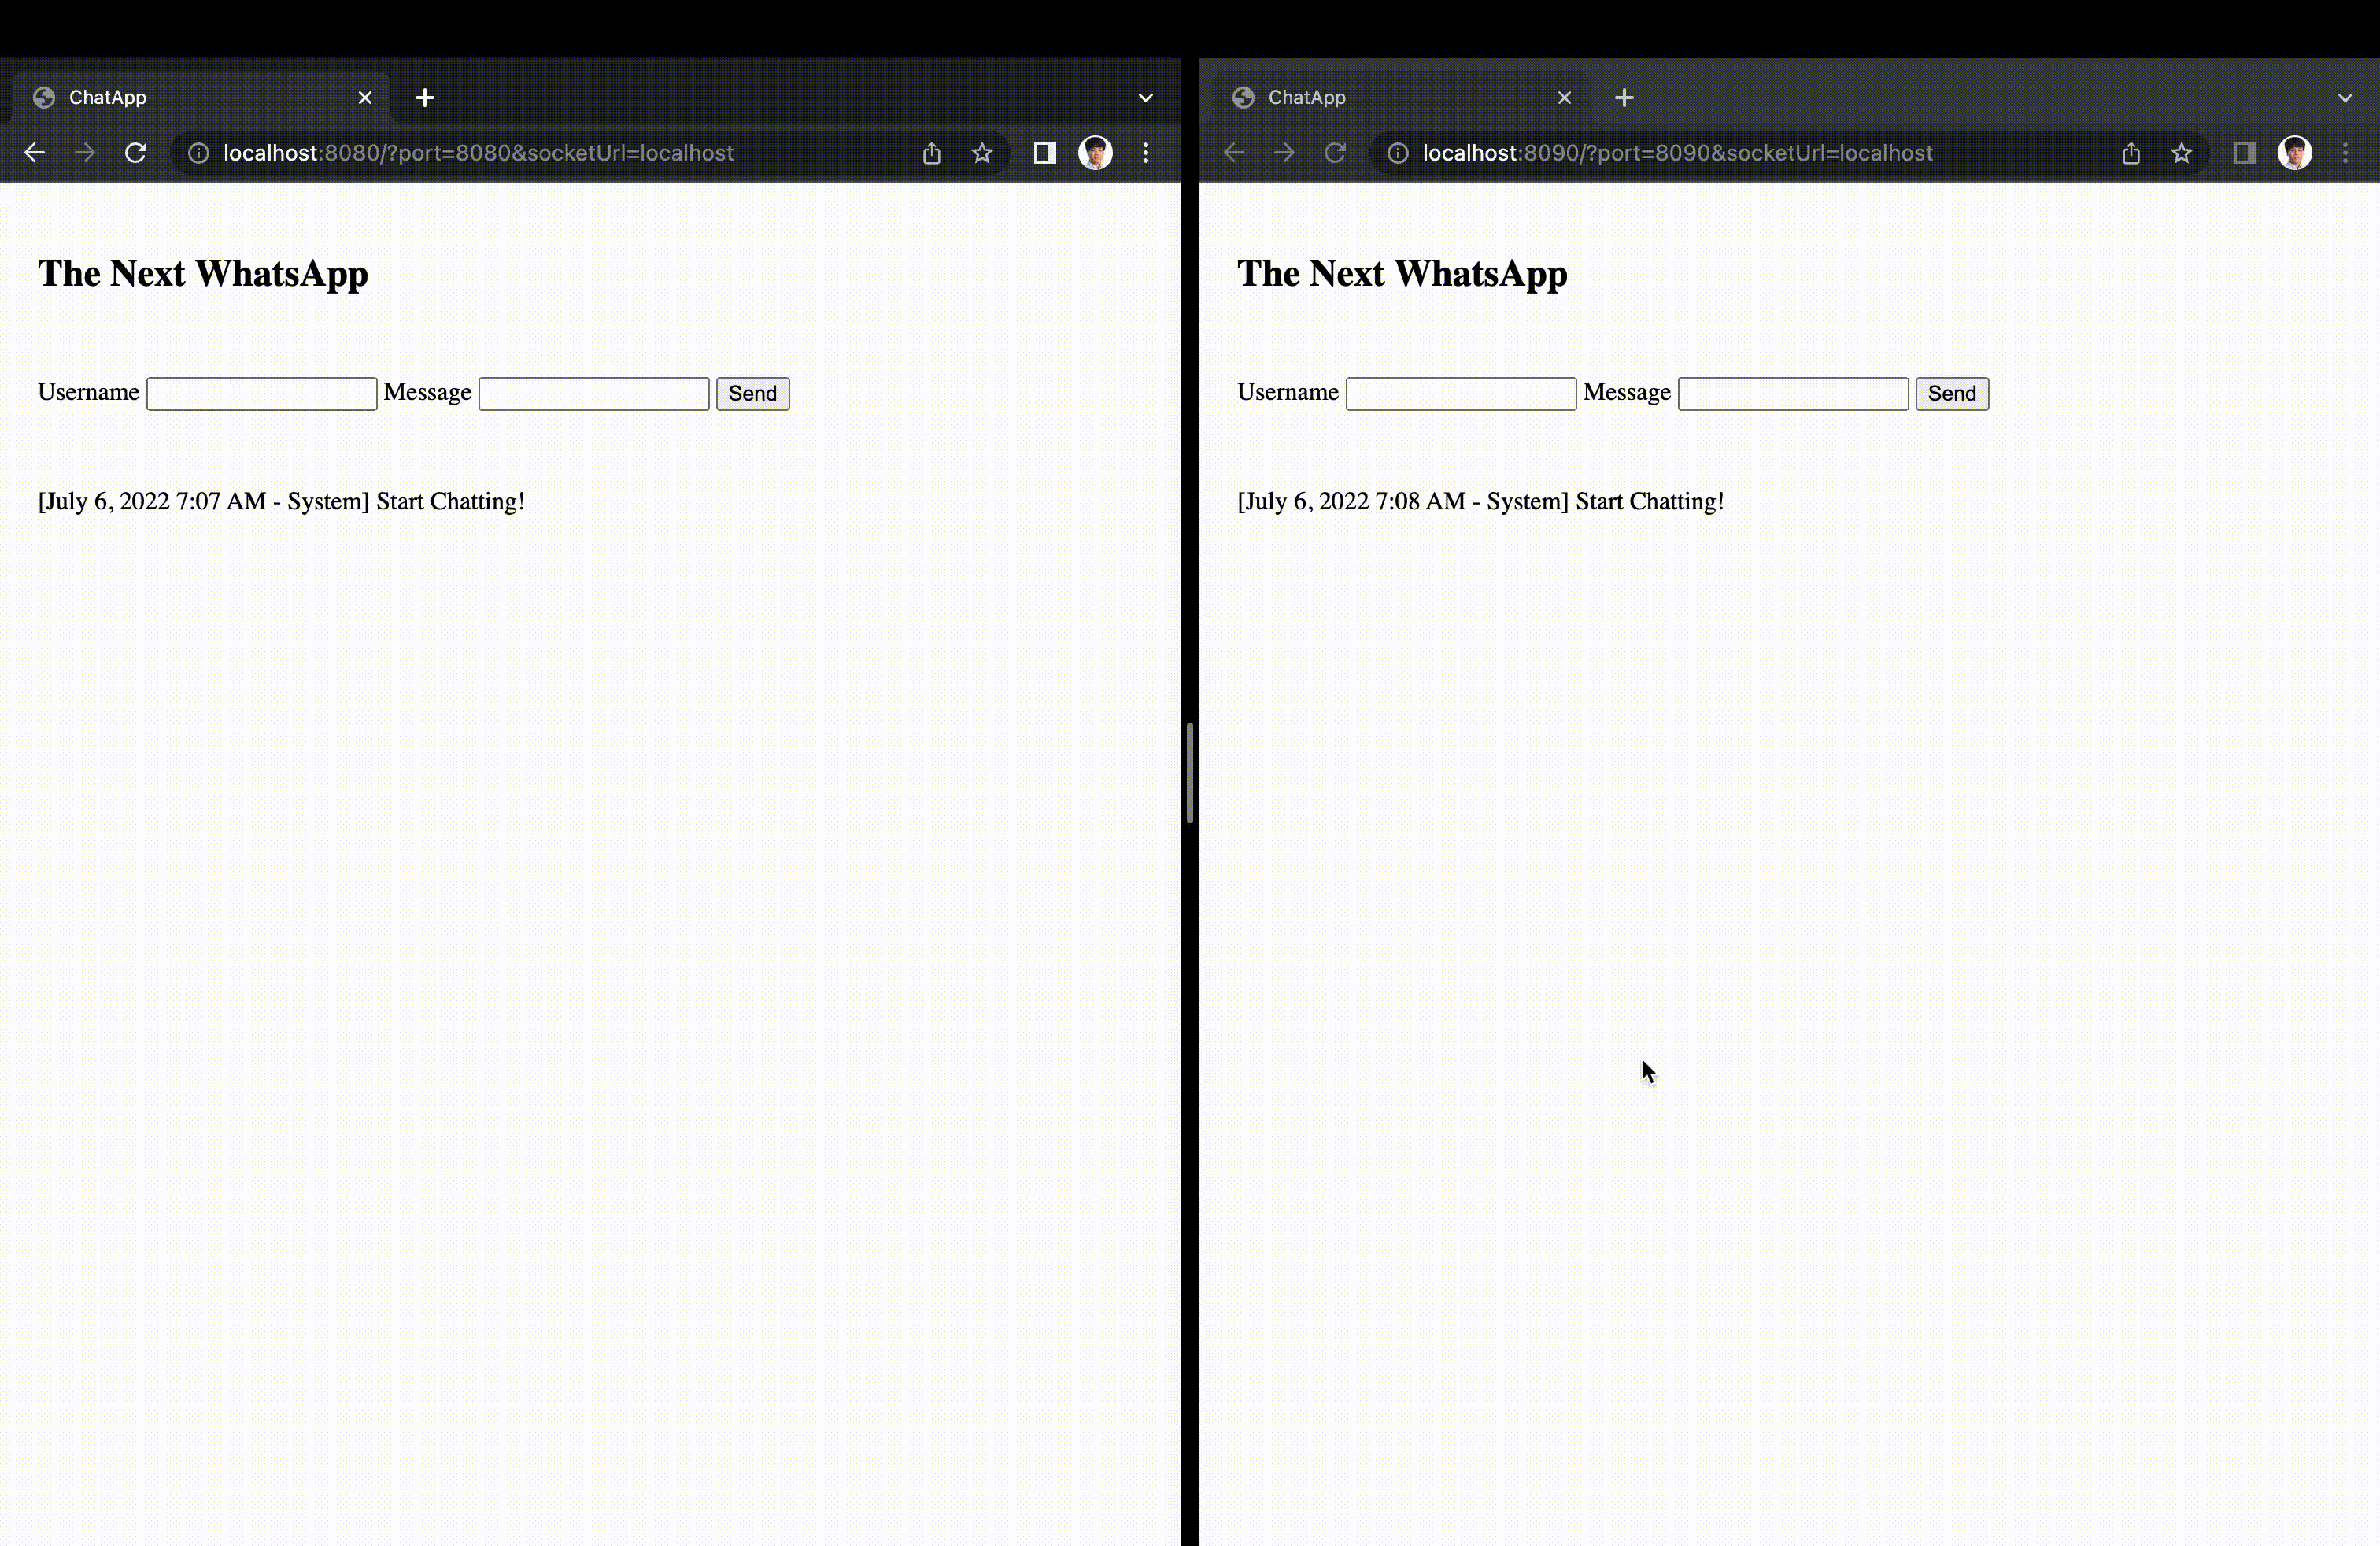 ChatApp
localhost:8080/?port=8080&socketUrl=localhost
The Next WhatsApp
Username Message Send
[July 6, 2022 7:07 AM - System] Start Chatting!
ChatApp
localhost:8090/?port=8090&socketUrl=localhost
The Next WhatsApp
Username Message Send
[July 6, 2022 7:08 AM - System] Start Chatting!